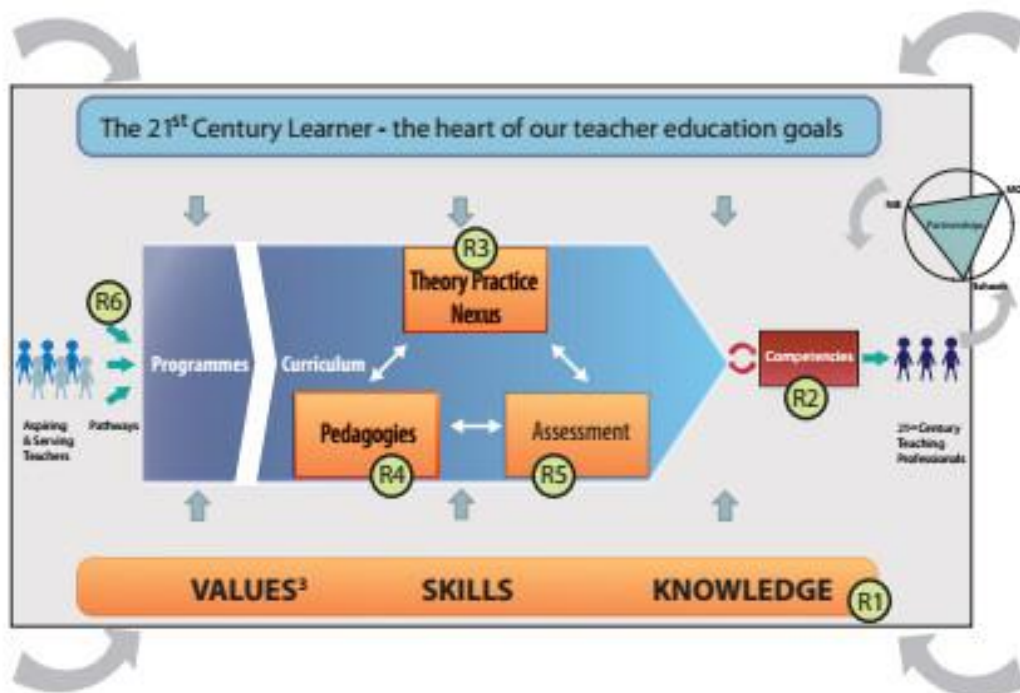 The 21st Century Learner - the heart of our teacher education goals
R3
Theory Practice
Nexus
R6
Programmes
Curriculum
Partnerships
Schools
Competencies
R2
Pedagogies
R4
Assessment
R5
Aspiring
& Serving
Teachers
Pathways
21st Century
Teaching
Professionals
VALUES³
SKILLS
KNOWLEDGE
R1